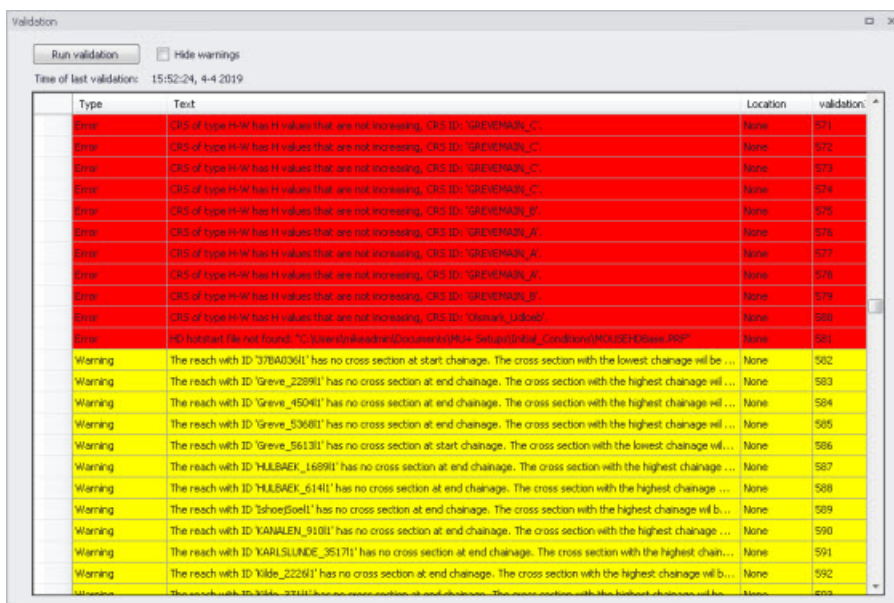 Validation
Run validation Hide warnings
Time of last validation: 15:52:24, 4-4 2019
Type Text Location validation
Error CRS of type H-W has H values that are not increasing, CRS ID: 'GREVEMAIN_C'. None 571
Error CRS of type H-W has H values that are not increasing, CRS ID: 'GREVEMAIN_C'. None 572
Error CRS of type H-W has H values that are not increasing, CRS ID: 'GREVEMAIN_C'. None 573
Error CRS of type H-W has H values that are not increasing, CRS ID: 'GREVEMAIN_C'. None 574
Error CRS of type H-W has H values that are not increasing, CRS ID: 'GREVEMAIN_B'. None 575
Error CRS of type H-W has H values that are not increasing, CRS ID: 'GREVEMAIN_A'. None 576
Error CRS of type H-W has H values that are not increasing, CRS ID: 'GREVEMAIN_A'. None 577
Error CRS of type H-W has H values that are not increasing, CRS ID: 'GREVEMAIN_A'. None 578
Error CRS of type H-W has H values that are not increasing, CRS ID: 'GREVEMAIN_B'. None 579
Error CRS of type H-W has H values that are not increasing, CRS ID: 'Olsmark_Udloeb'. None 580
Error HD hotstart file not found: "C:\Users\mikeadmin\Documents\MU+ Setups\Initial_Conditions\MOUSEHDBase.PRF" None 581
Warning The reach with ID '37BA036l1' has no cross section at start chainage. The cross section with the lowest chainage will be ... None 582
Warning The reach with ID 'Greve_2289l1' has no cross section at end chainage. The cross section with the highest chainage will ... None 583
Warning The reach with ID 'Greve_4504l1' has no cross section at end chainage. The cross section with the highest chainage will ... None 584
Warning The reach with ID 'Greve_5368l1' has no cross section at end chainage. The cross section with the highest chainage will ... None 585
Warning The reach with ID 'Greve_5613l1' has no cross section at start chainage. The cross section with the lowest chainage wil... None 586
Warning The reach with ID 'HULBAEK_1689l1' has no cross section at end chainage. The cross section with the highest chainage ... None 587
Warning The reach with ID 'HULBAEK_614l1' has no cross section at end chainage. The cross section with the highest chainage ... None 588
Warning The reach with ID 'IshoejSoel1' has no cross section at end chainage. The cross section with the highest chainage will b... None 589
Warning The reach with ID 'KANALEN_910l1' has no cross section at end chainage. The cross section with the highest chainage ... None 590
Warning The reach with ID 'KARLSLUNDE_3517l1' has no cross section at end chainage. The cross section with the highest chain... None 591
Warning The reach with ID 'Kilde_2226l1' has no cross section at end chainage. The cross section with the highest chainage will b... None 592